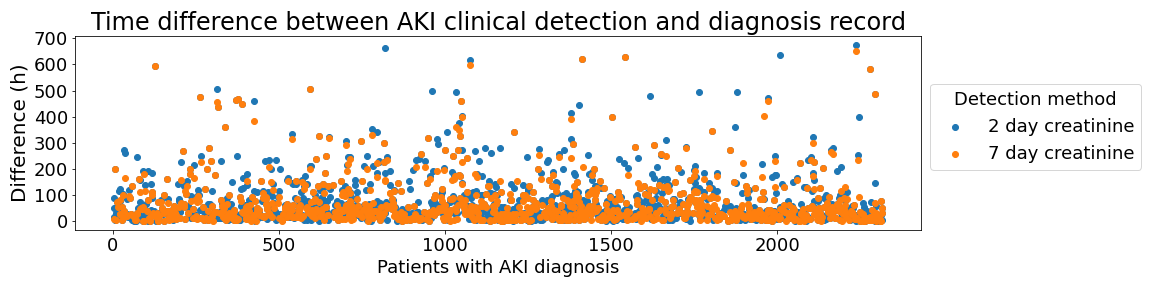 Time difference between AKI clinical detection and diagnosis record
Difference (h)
700
600
500
400
300
200
100
0
0 500 1000 1500 2000
Patients with AKI diagnosis
Detection method
2 day creatinine
7 day creatinine